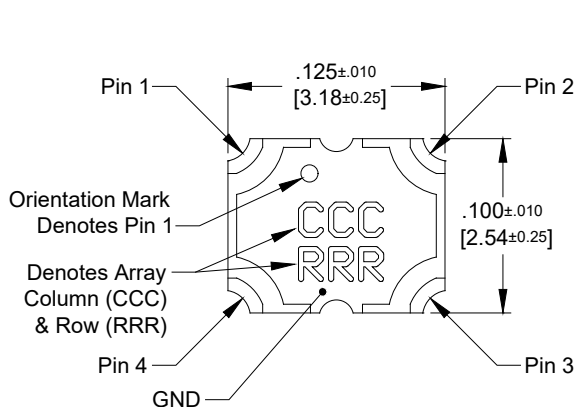 .125±.010
[3.18±0.25]
Pin 1
Pin 2
Orientation Mark
Denotes Pin 1
CCC
RRR
.100±.010
[2.54±0.25]
Denotes Array
Column (CCC)
& Row (RRR)
Pin 4
Pin 3
GND